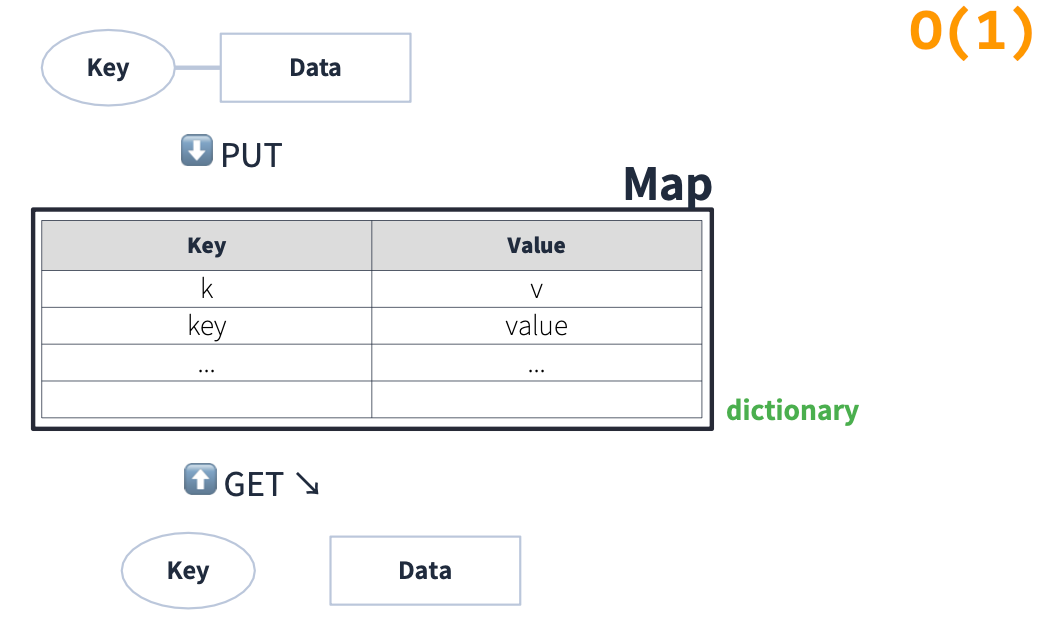 O(1)
Key Data
⬇️ PUT
Map
Key Value
k v
key value
... ...
dictionary
⬆️ GET ↘
Key Data